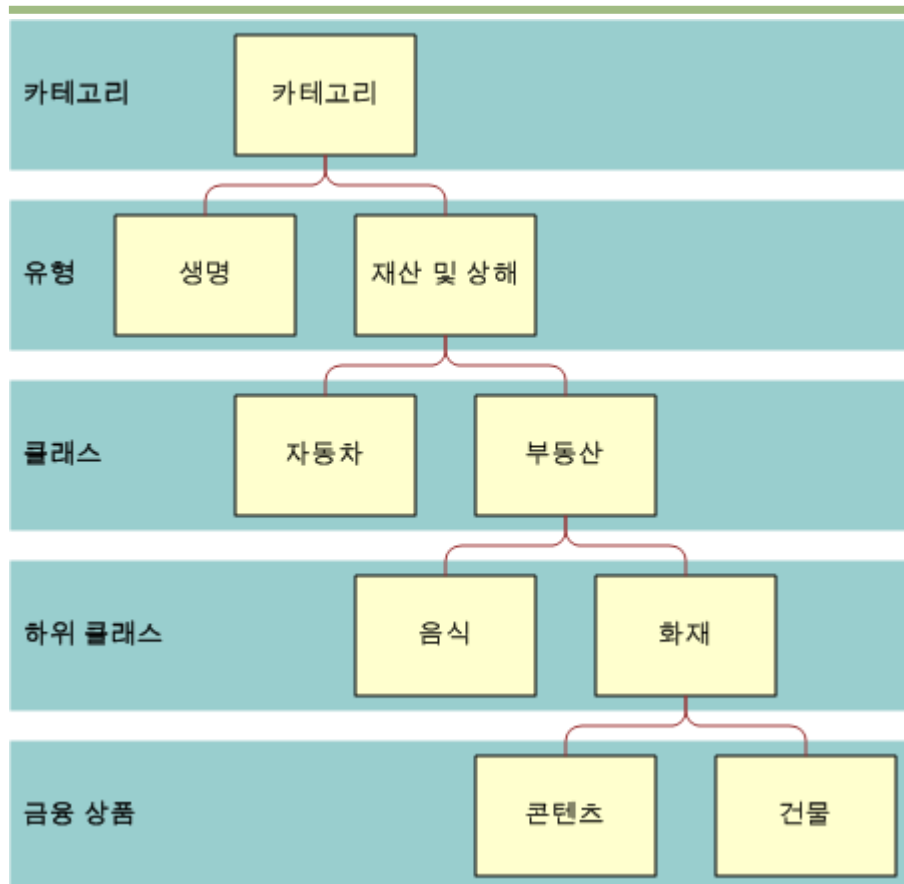 카테고리
카테고리
유형
생명
재산 및 상해
클래스
자동차
부동산
하위 클래스
음식
화재
금융 상품
콘텐츠
건물